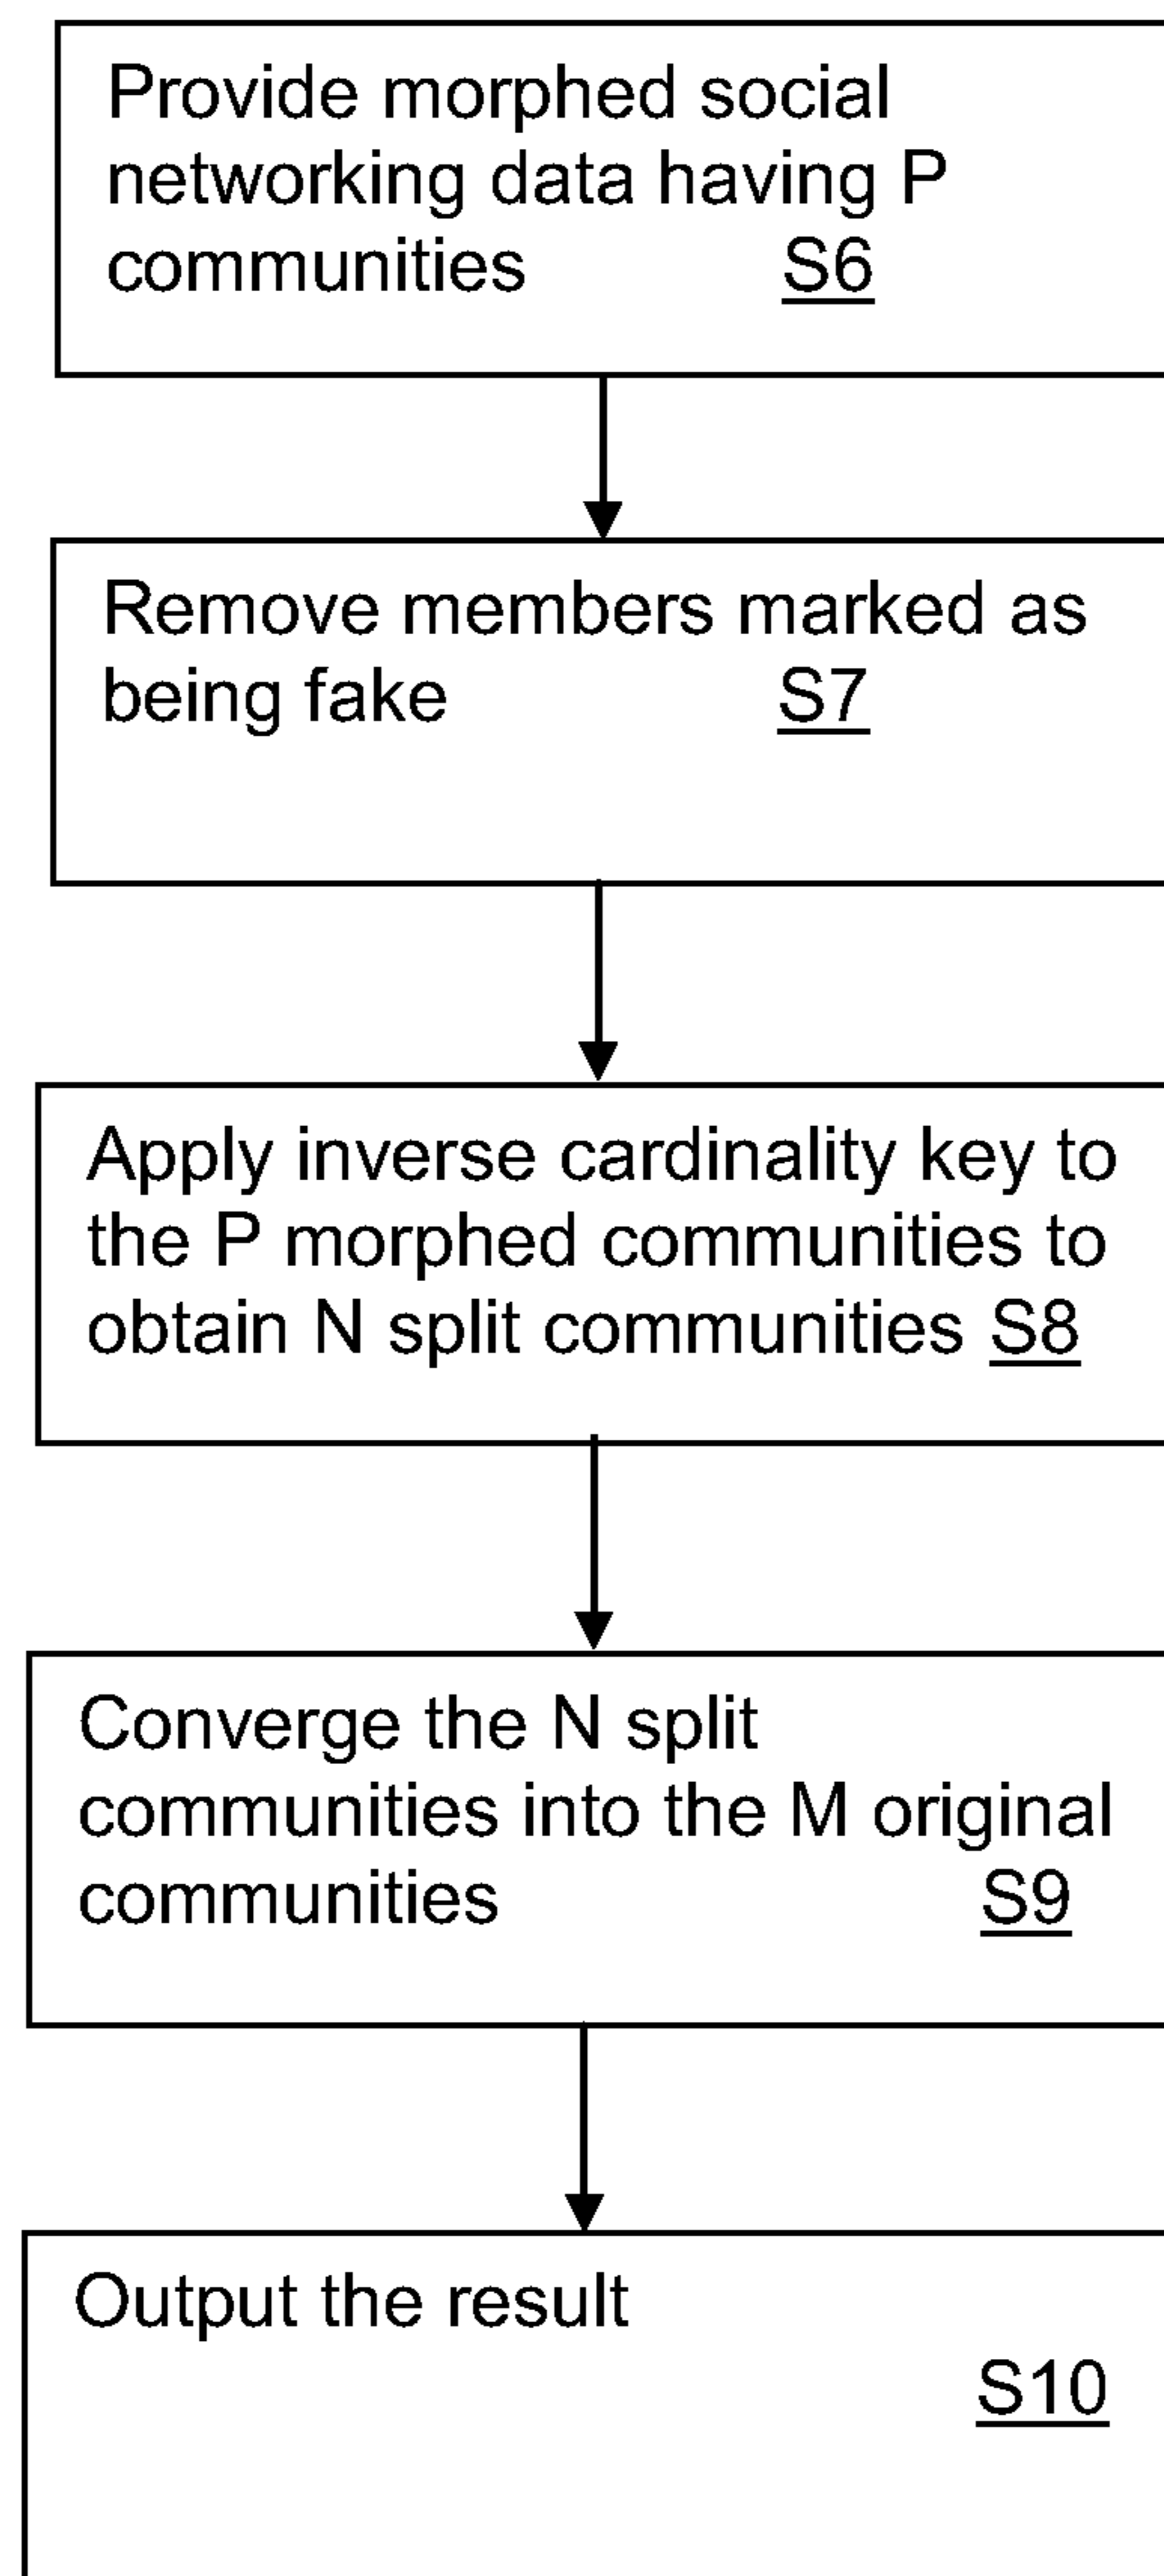 Provide morphed social
networking data having P
communities S6
Remove members marked as
being fake S7
Apply inverse cardinality key to
the P morphed communities to
obtain N split communities S8
Converge the N split
communities into the M original
communities S9
Output the result
S10